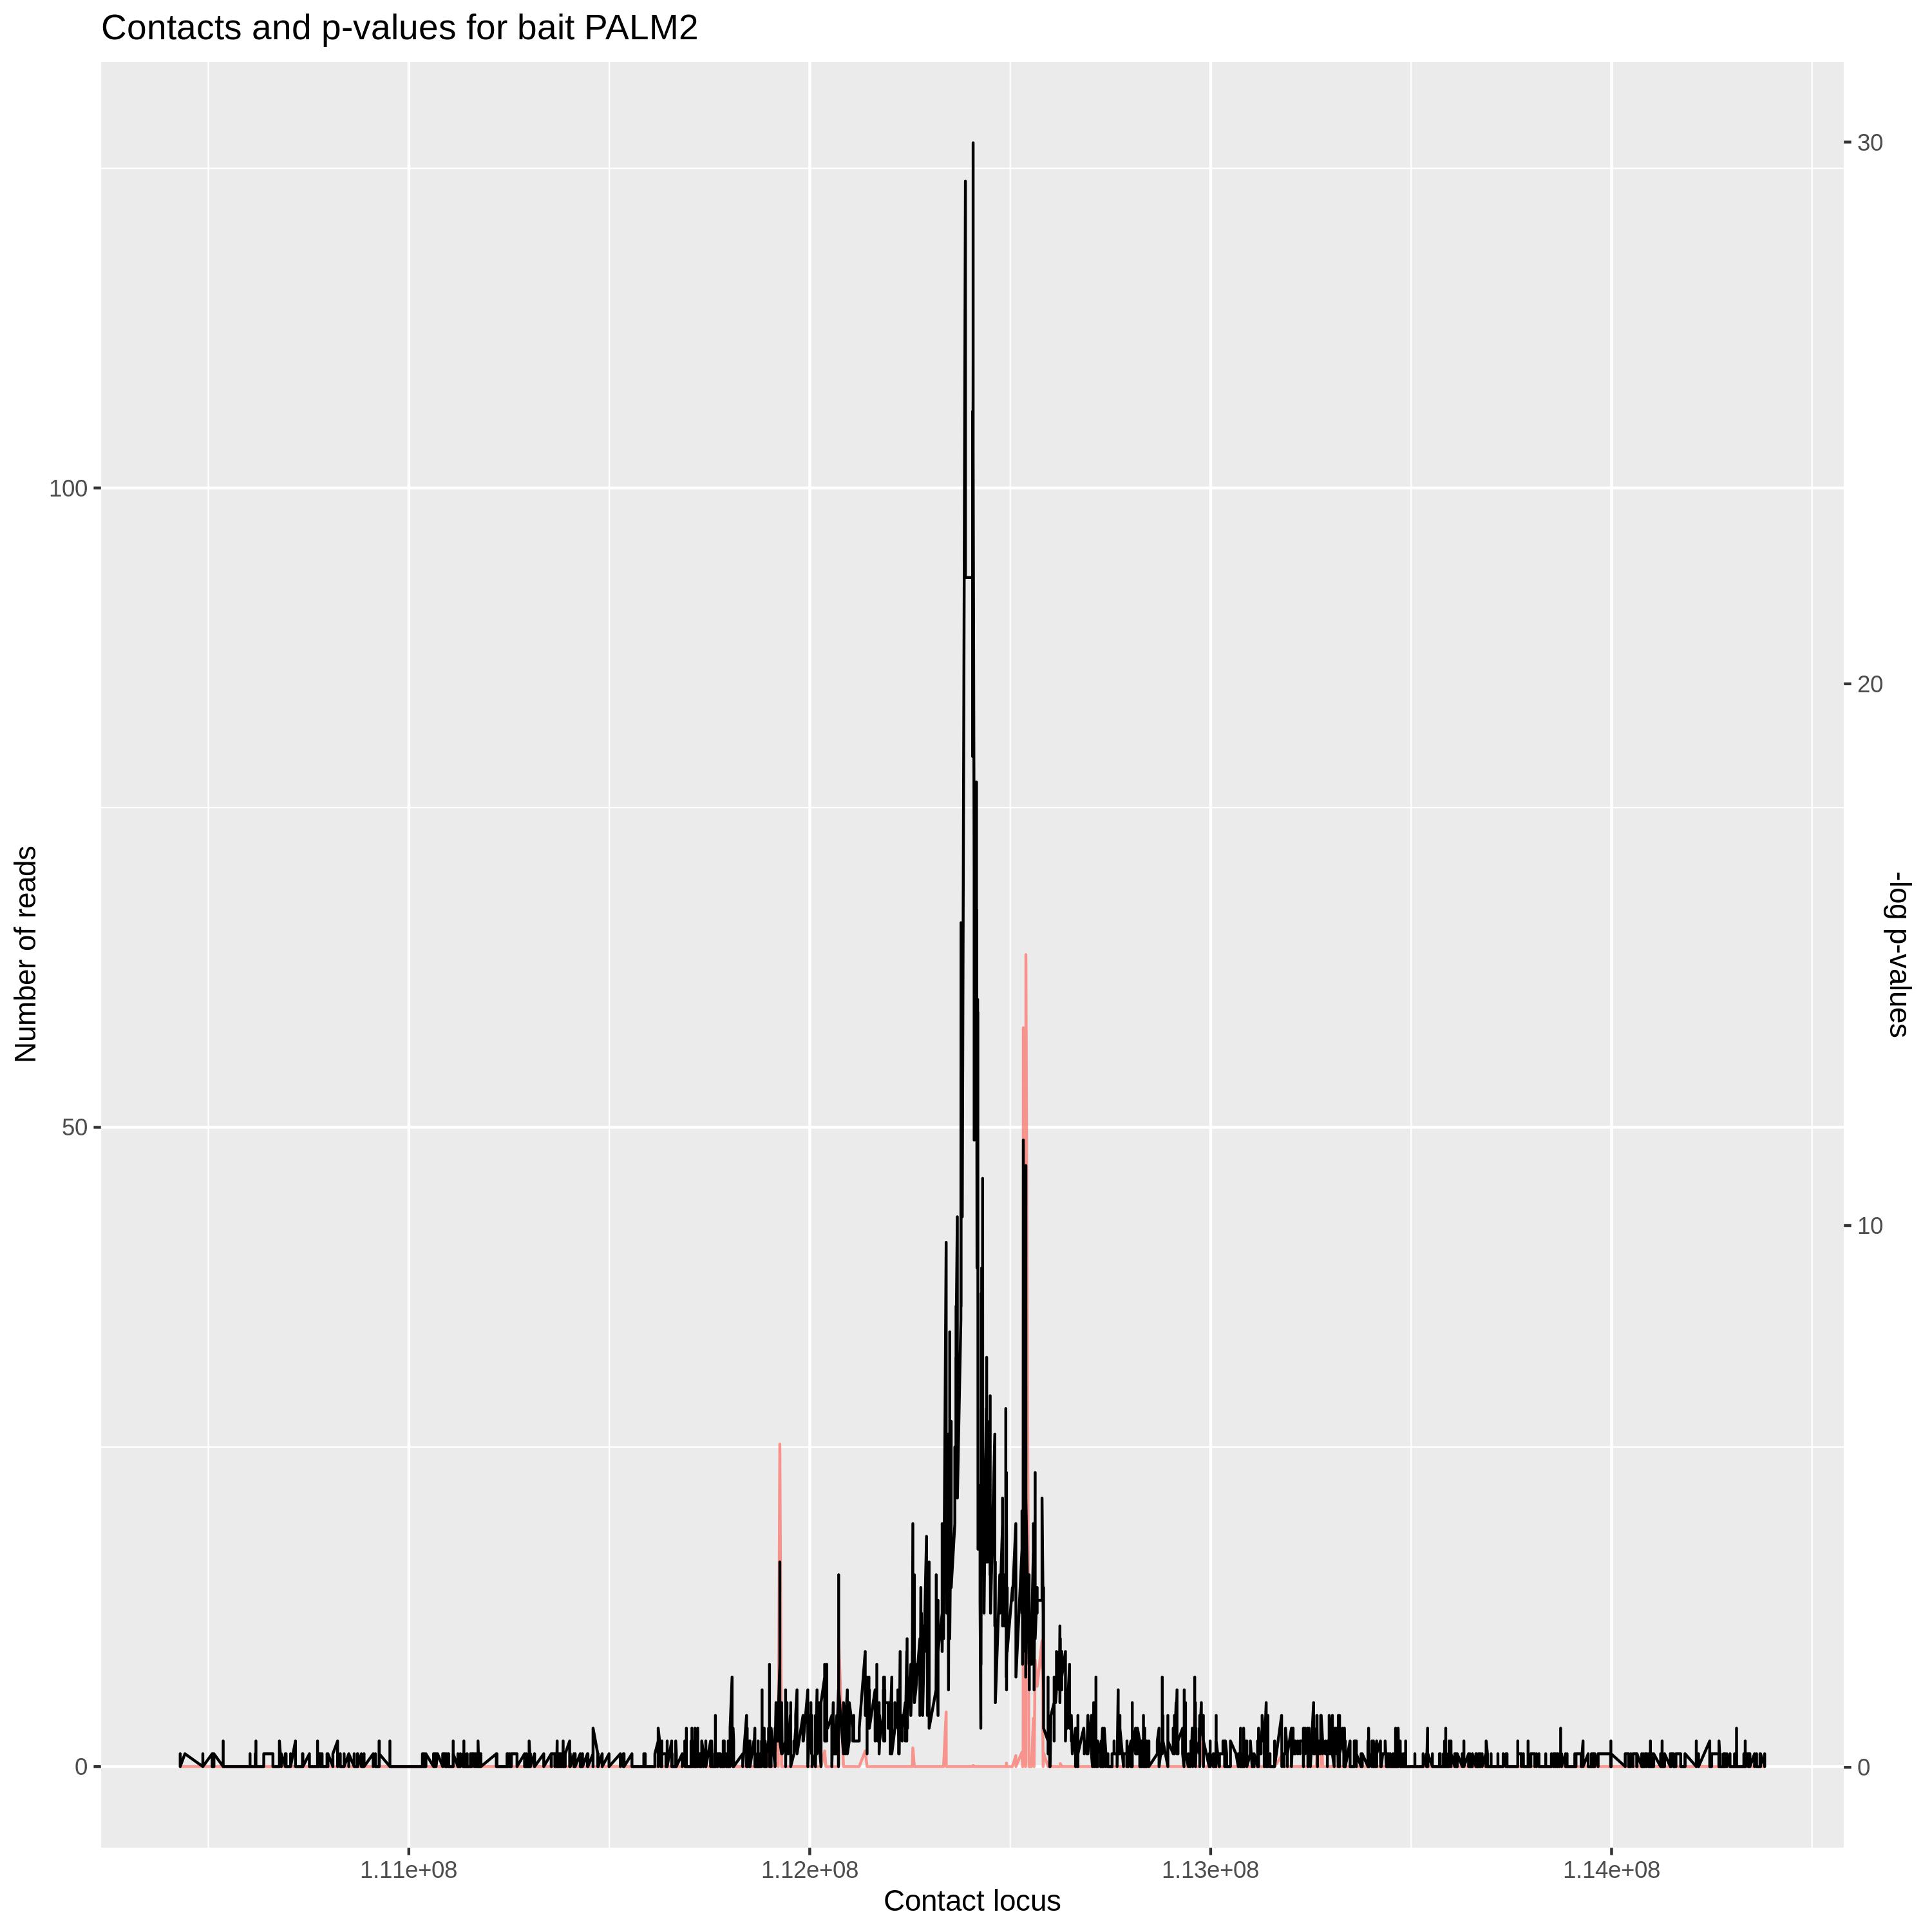 Contacts and p-values for bait PALM2
Number of reads
100
50
0
30
20
10
0
-log p-values
1.11e+08
1.12e+08
1.13e+08
1.14e+08
Contact locus